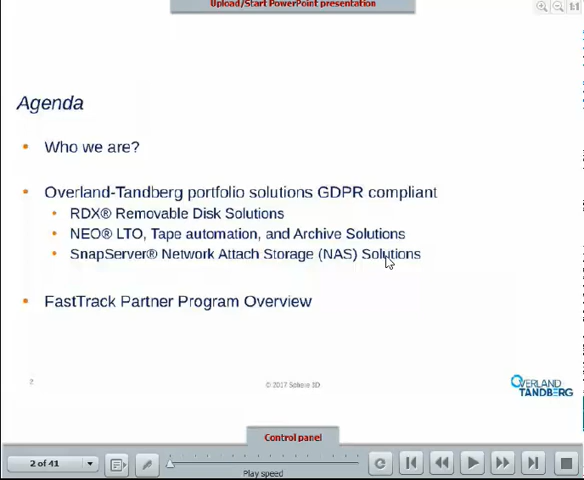 Upload/Start PowerPoint presentation
1:1
Agenda
• Who we are?
• Overland-Tandberg portfolio solutions GDPR compliant
• RDX® Removable Disk Solutions
• NEO® LTO, Tape automation, and Archive Solutions
• SnapServer® Network Attach Storage (NAS) Solutions
• FastTrack Partner Program Overview
2
© 2017 Sphere 3D
OVERLAND
TANDBERG
Control panel
2 of 41
Play speed